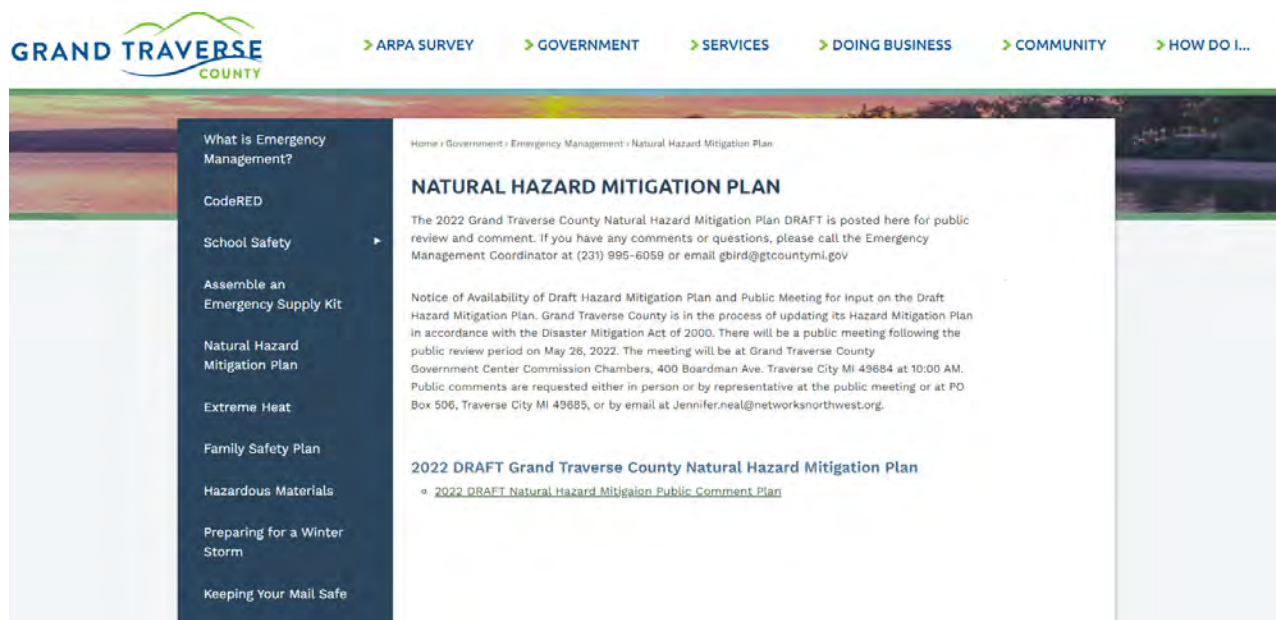 GRAND TRAVERSE
COUNTY
> ARPA SURVEY > GOVERNMENT > SERVICES > DOING BUSINESS > COMMUNITY > HOW DO I...
What is Emergency
Management?
CodeRED
School Safety
Assemble an
Emergency Supply Kit
Natural Hazard
Mitigation Plan
Extreme Heat
Family Safety Plan
Hazardous Materials
Preparing for a Winter
Storm
Keeping Your Mail Safe
Home › Government › Emergency Management › Natural Hazard Mitigation Plan
NATURAL HAZARD MITIGATION PLAN
The 2022 Grand Traverse County Natural Hazard Mitigation Plan DRAFT is posted here for public
review and comment. If you have any comments or questions, please call the Emergency
Management Coordinator at (231) 995-6059 or email gbird@gtcountymi.gov
Notice of Availability of Draft Hazard Mitigation Plan and Public Meeting for Input on the Draft
Hazard Mitigation Plan. Grand Traverse County is in the process of updating its Hazard Mitigation Plan
in accordance with the Disaster Mitigation Act of 2000. There will be a public meeting following the
public review period on May 26, 2022. The meeting will be at Grand Traverse County
Government Center Commission Chambers, 400 Boardman Ave. Traverse City MI 49684 at 10:00 AM.
Public comments are requested either in person or by representative at the public meeting or at PO
Box 506, Traverse City MI 49685, or by email at Jennifer.neal@networksnorthwest.org.
2022 DRAFT Grand Traverse County Natural Hazard Mitigation Plan
2022 DRAFT Natural Hazard Mitigaion Public Comment Plan